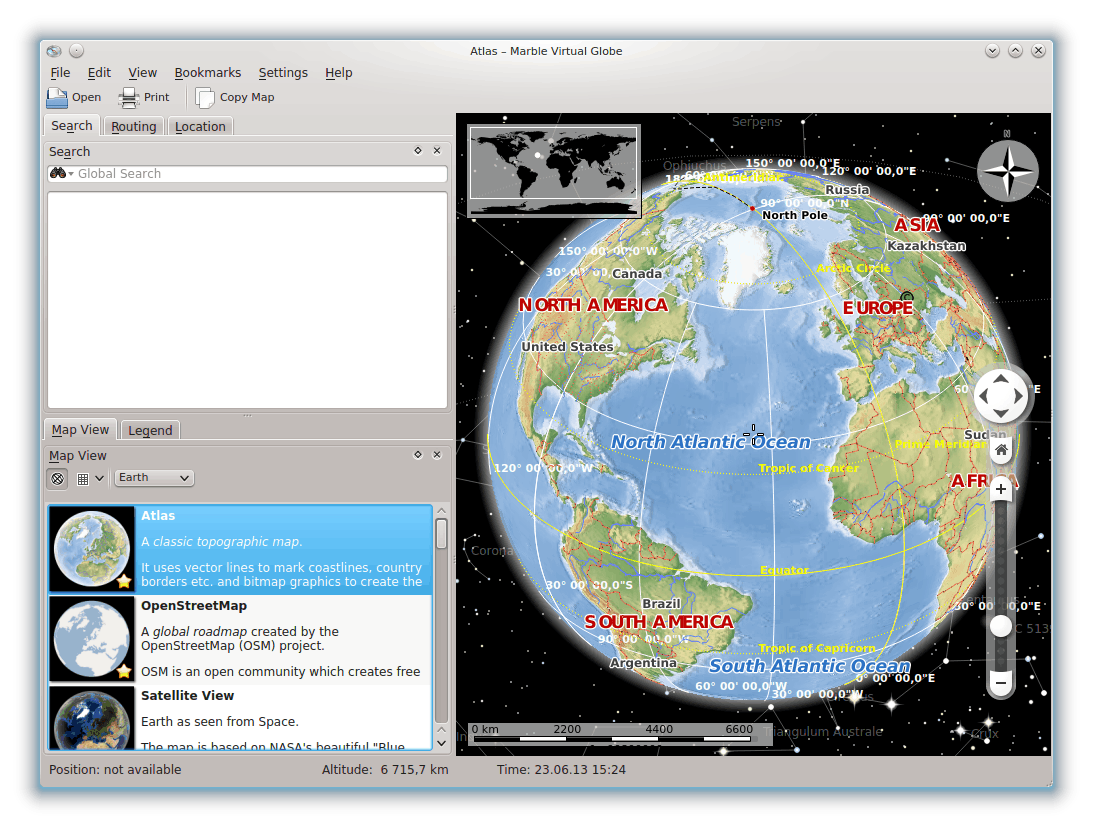 Atlas – Marble Virtual Globe
File Edit View Bookmarks Settings Help
Open Print Copy Map
Search Routing Location
Search
Global Search
Map View Legend
Map View
Earth
Atlas
A classic topographic map.
It uses vector lines to mark coastlines, country
borders etc. and bitmap graphics to create the
OpenStreetMap
A global roadmap created by the
OpenStreetMap (OSM) project.
OSM is an open community which creates free
Satellite View
Earth as seen from Space.
The map is based on NASA's beautiful "Blue
Serpens
N
Ophiuchus
150° 00' 00,0"E
120° 00' 00,0"E
Russia
90° 00' 00,0"N
North Pole
90° 00' 00,0"E
ASIA
Kazakhstan
150° 00' 00,0"W
Arctic Circle
Canada
NORTH AMERICA
EUROPE
United States
Sudan
North Atlantic Ocean
Prime Meridian
120° 00' 00,0"W
Tropic of Cancer
AFRICA
Corona
Equator
30° 00' 00,0"S
Brazil
30° 00' 00,0"E
SOUTH AMERICA
90° 00' 00,0"W
Tropic of Capricorn
Argentina
South Atlantic Ocean
0° 00' 00,0"E
60° 00' 00,0"W
30° 00' 00,0"W
0 km 2200 4400 6600
Triangulum Australe
Crux
Position: not available Altitude: 6 715,7 km Time: 23.06.13 15:24